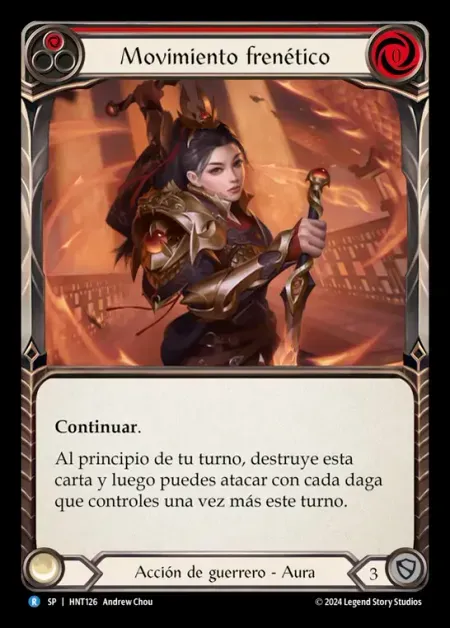 Movimiento frenético
0
Continuar.
Al principio de tu turno, destruye esta
carta y luego puedes atacar con cada daga
que controles una vez más este turno.
Acción de guerrero - Aura
3
R SP | HNT126 Andrew Chou
© 2024 Legend Story Studios